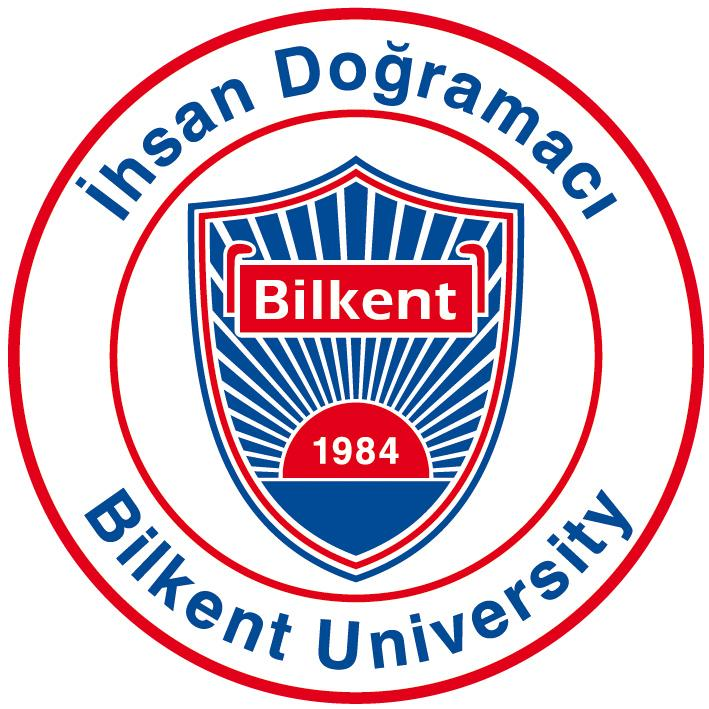 İhsan Doğramacı
Bilkent
1984
Bilkent University